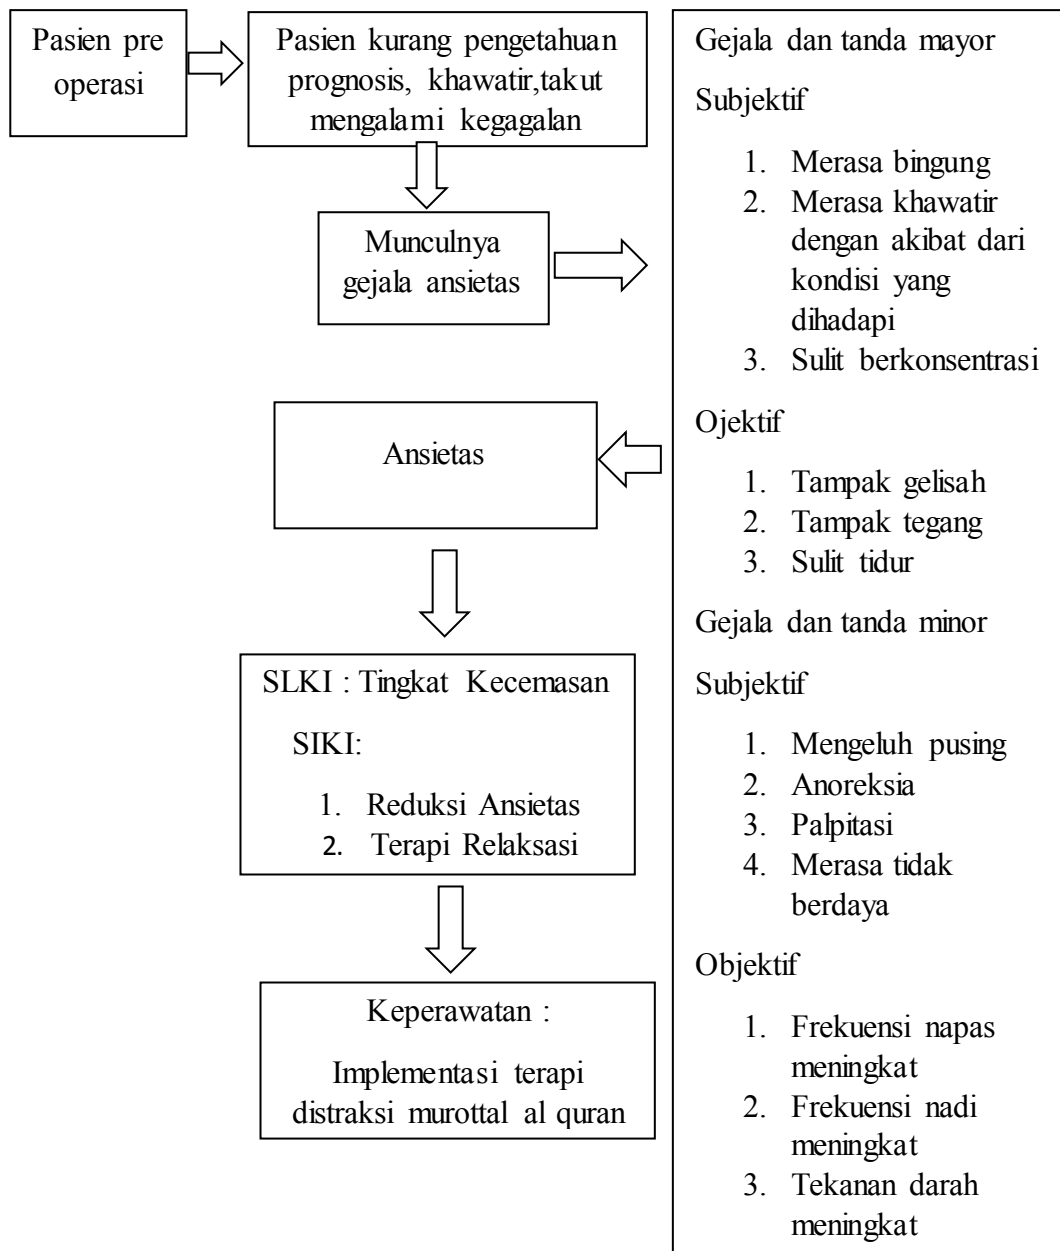 Pasien pre
operasi
Pasien kurang pengetahuan
prognosis, khawatir,takut
mengalami kegagalan
Munculnya
gejala ansietas
Gejala dan tanda mayor
Subjektif
1. Merasa bingung
2. Merasa khawatir
dengan akibat dari
kondisi yang
dihadapi
3. Sulit berkonsentrasi
Ojektif
1. Tampak gelisah
2. Tampak tegang
3. Sulit tidur
Gejala dan tanda minor
Subjektif
1. Mengeluh pusing
2. Anoreksia
3. Palpitasi
4. Merasa tidak
berdaya
Objektif
1. Frekuensi napas
meningkat
2. Frekuensi nadi
meningkat
3. Tekanan darah
meningkat
Ansietas
SLKI : Tingkat Kecemasan
SIKI:
1. Reduksi Ansietas
2. Terapi Relaksasi
Keperawatan :
Implementasi terapi
distraksi murottal al quran